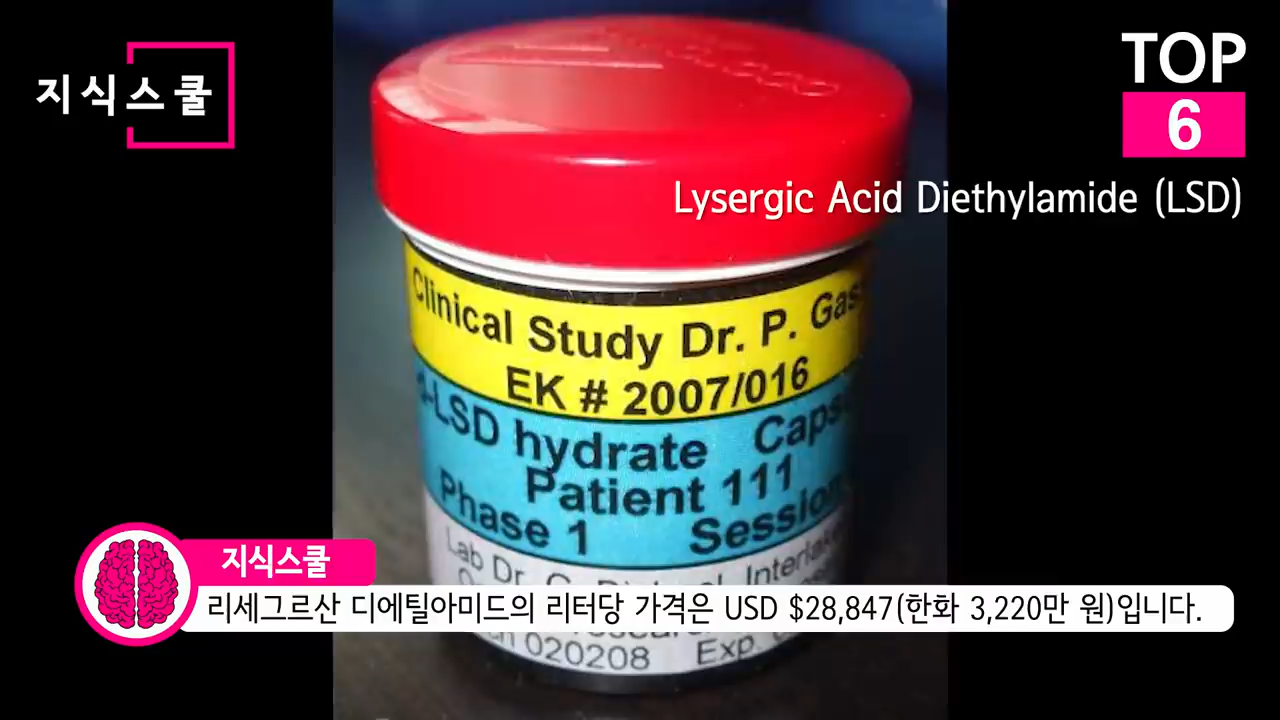 지식스쿨
TOP
6
Lysergic Acid Diethylamide (LSD)
Clinical Study Dr. P.
EK # 2007/016
d-LSD hydrate
Patient 111
Phase 1 Session
Lab Dr.
지식스쿨
리세그르산 디에틸아미드의 리터당 가격은 USD $28,847(한화 3,220만 원)입니다.
020208 Exp.